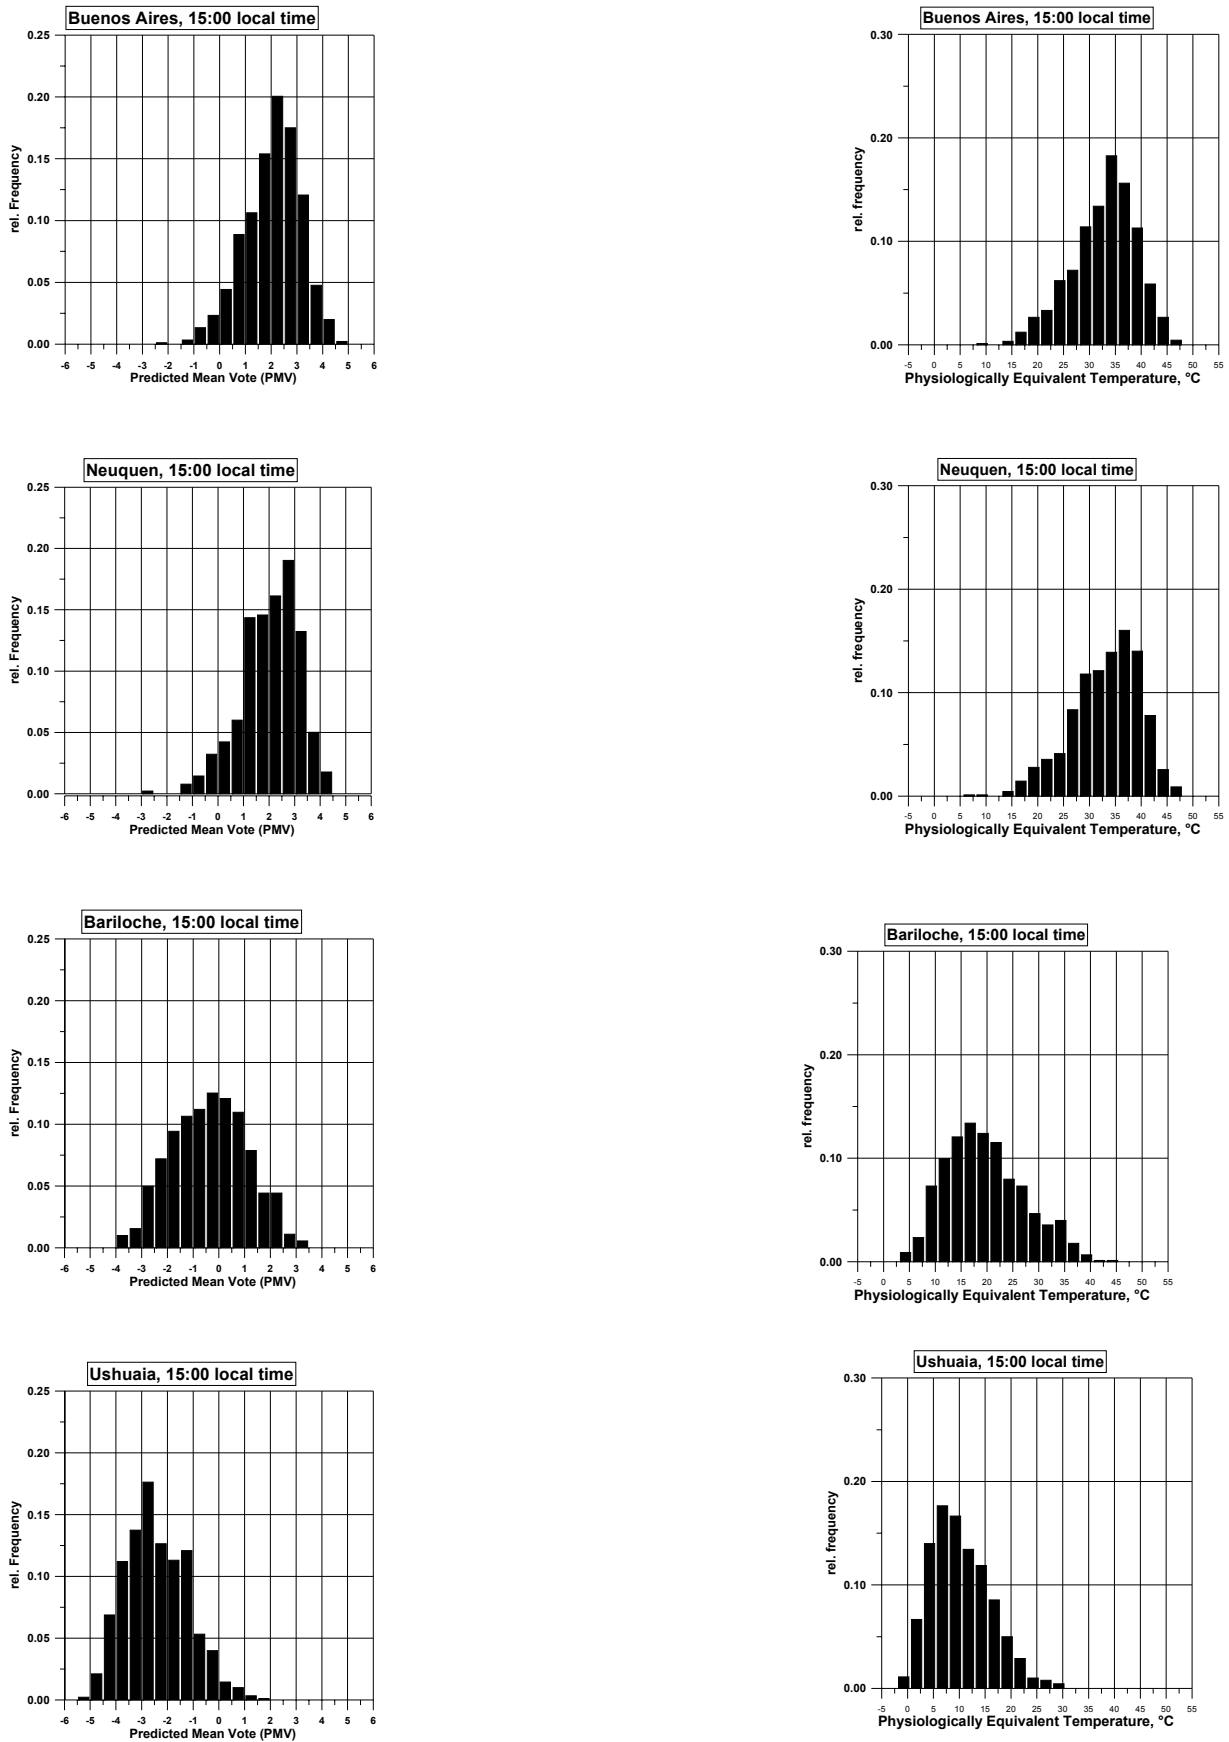 Buenos Aires, 15:00 local time
0.25
0.20
0.15
0.10
0.05
0.00
rel. Frequency
-6 -5 -4 -3 -2 -1 0 1 2 3 4 5 6
Predicted Mean Vote (PMV)
Buenos Aires, 15:00 local time
0.30
0.20
0.10
0.00
rel. frequency
-5 0 5 10 15 20 25 30 35 40 45 50 55
Physiologically Equivalent Temperature, °C
Neuquen, 15:00 local time
0.25
0.20
0.15
0.10
0.05
0.00
rel. Frequency
-6 -5 -4 -3 -2 -1 0 1 2 3 4 5 6
Predicted Mean Vote (PMV)
Neuquen, 15:00 local time
0.30
0.20
0.10
0.00
rel. frequency
-5 0 5 10 15 20 25 30 35 40 45 50 55
Physiologically Equivalent Temperature, °C
Bariloche, 15:00 local time
0.25
0.20
0.15
0.10
0.05
0.00
rel. Frequency
-6 -5 -4 -3 -2 -1 0 1 2 3 4 5 6
Predicted Mean Vote (PMV)
Bariloche, 15:00 local time
0.30
0.20
0.10
0.00
rel. frequency
-5 0 5 10 15 20 25 30 35 40 45 50 55
Physiologically Equivalent Temperature, °C
Ushuaia, 15:00 local time
0.25
0.20
0.15
0.10
0.05
0.00
rel. Frequency
-6 -5 -4 -3 -2 -1 0 1 2 3 4 5 6
Predicted Mean Vote (PMV)
Ushuaia, 15:00 local time
0.30
0.20
0.10
0.00
rel. frequency
-5 0 5 10 15 20 25 30 35 40 45 50 55
Physiologically Equivalent Temperature, °C